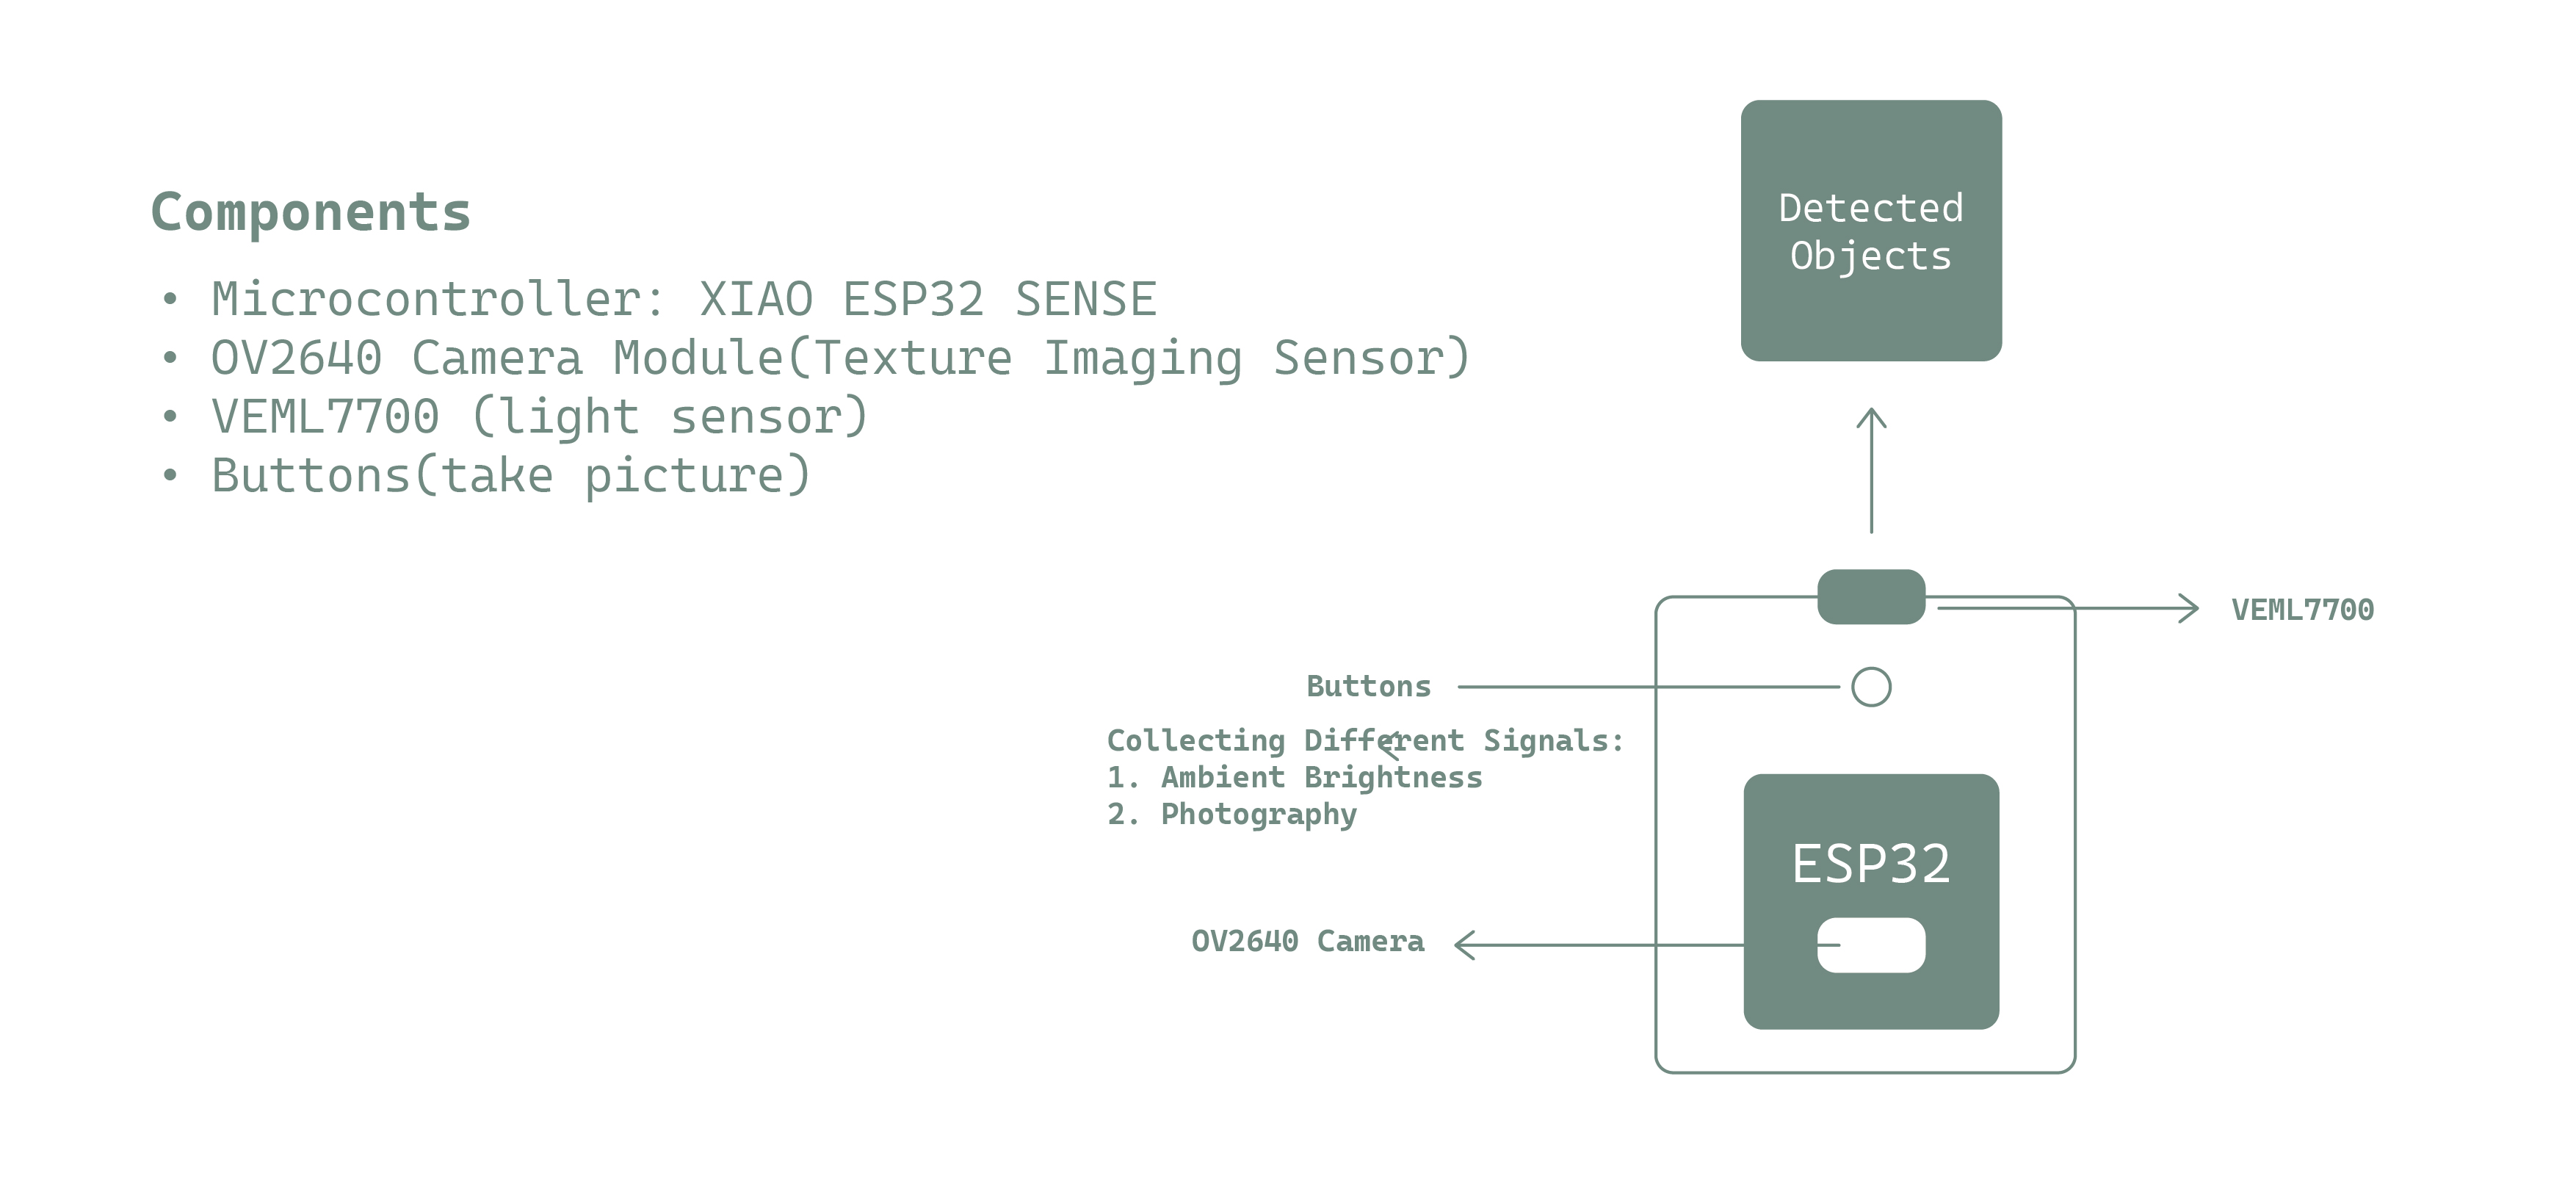 Components
• Microcontroller: XIAO ESP32 SENSE
• OV2640 Camera Module(Texture Imaging Sensor)
• VEML7700 (light sensor)
• Buttons(take picture)
Detected
Objects
VEML7700
Buttons
Collecting Different Signals:
1. Ambient Brightness
2. Photography
ESP32
OV2640 Camera